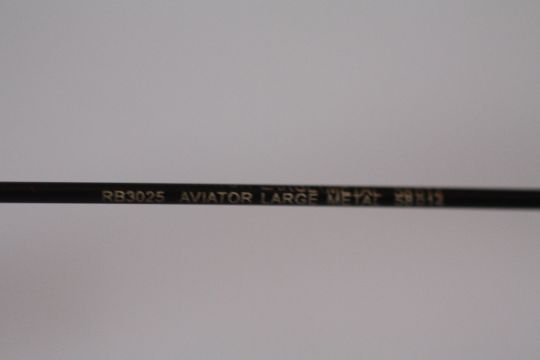 RB3025 AVIATOR LARGE METAL